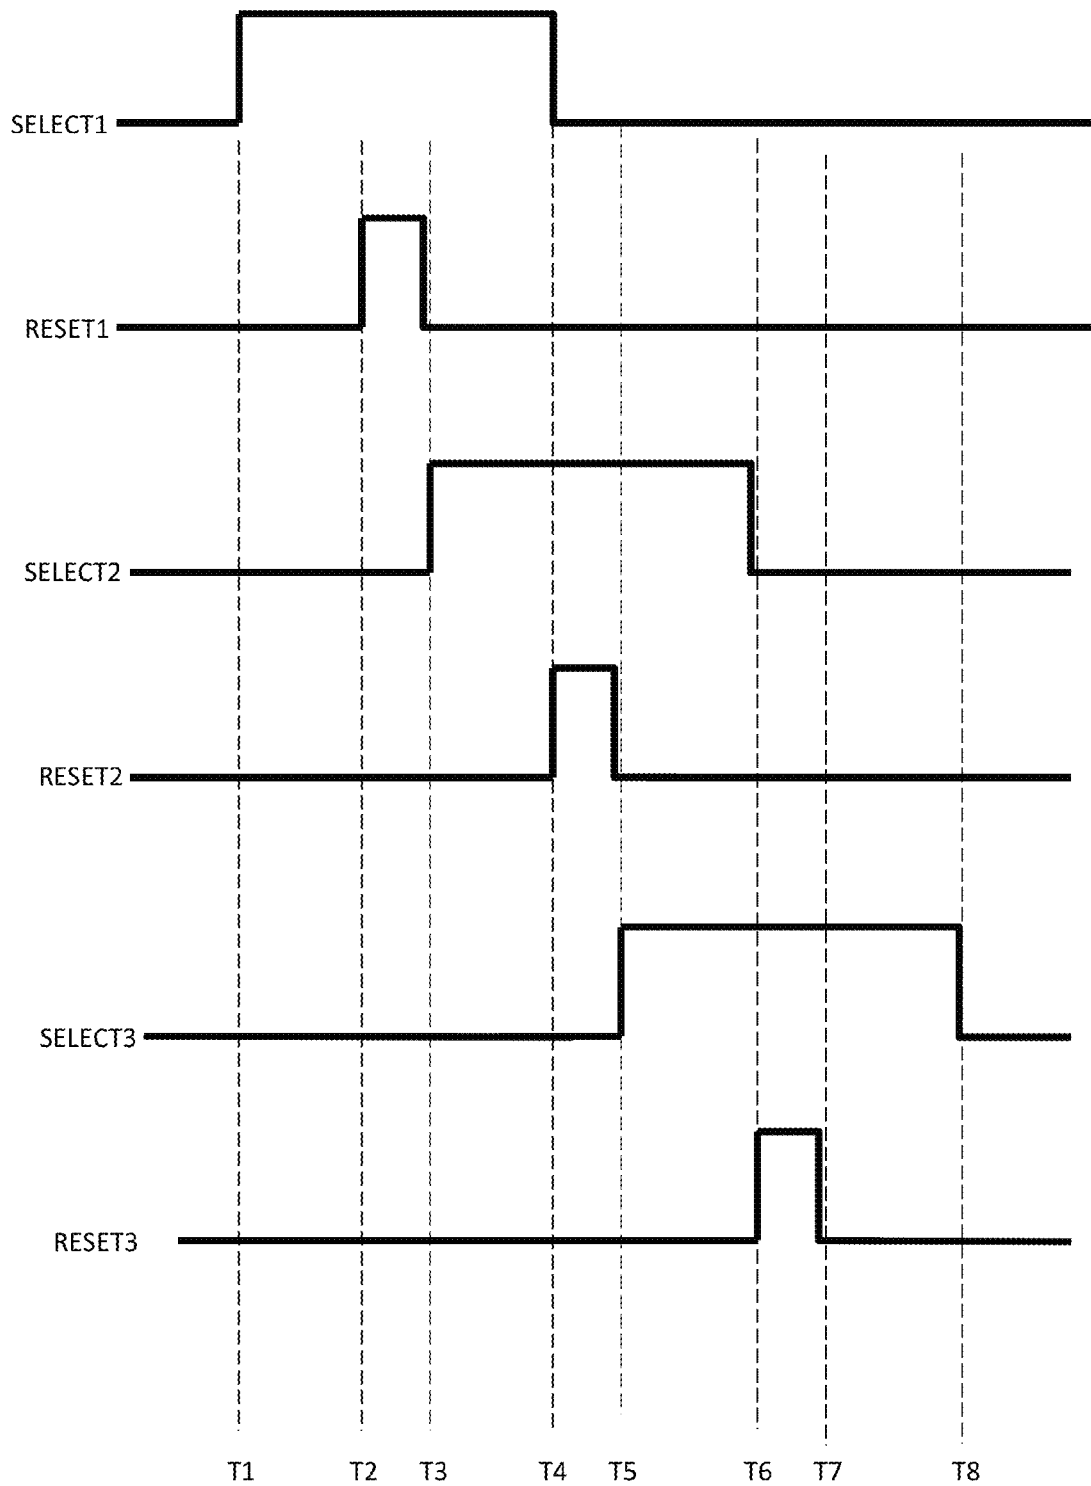 SELECT1
RESET1
SELECT2
RESET2
SELECT3
RESET3
T1 T2 T3 T4 T5 T6 T7 T8